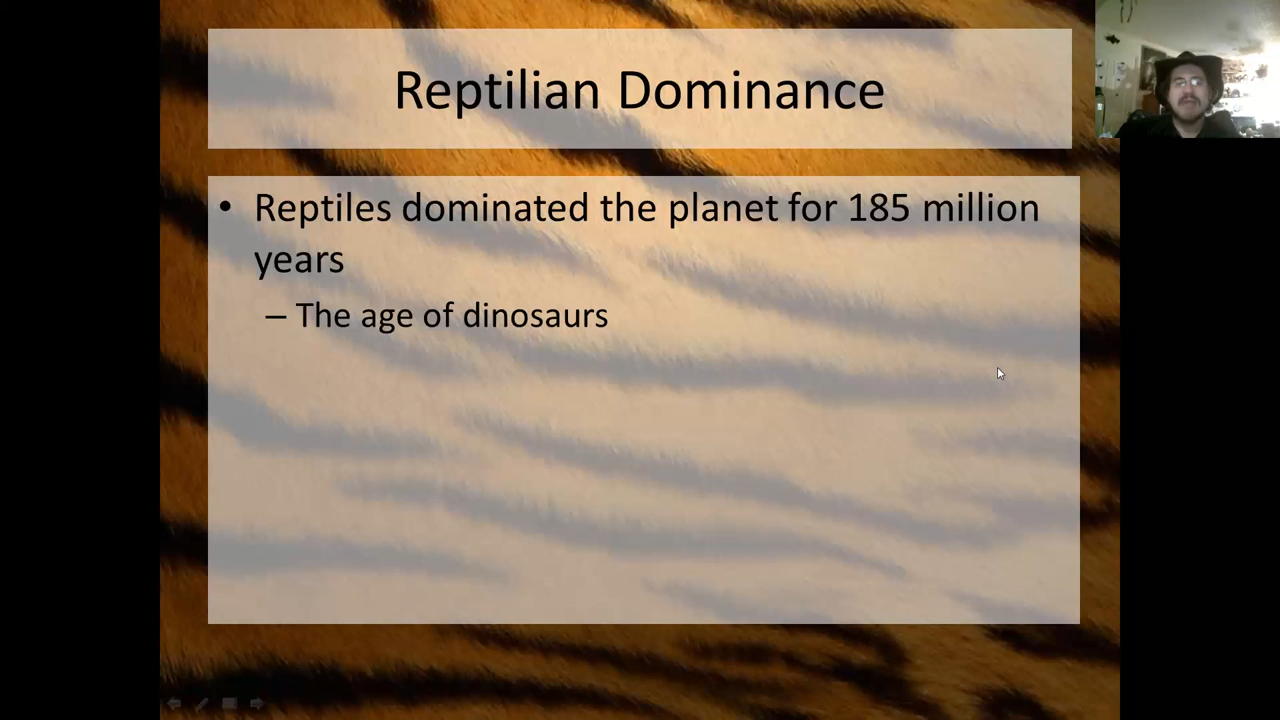 Reptilian Dominance
• Reptiles dominated the planet for 185 million
years
– The age of dinosaurs